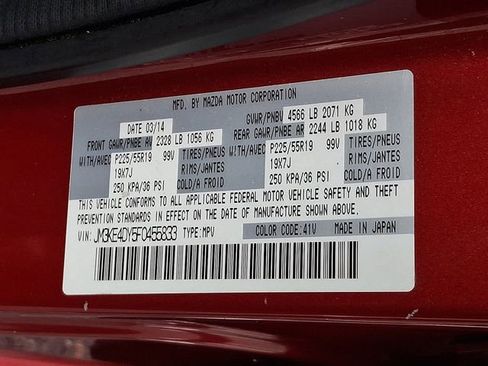 MFD. BY MAZDA MOTOR CORPORATION
DATE 03/14 GVWR/PNBV 4566 LB 2071 KG
FRONT GAWR/PNBE AV 2328 LB 1056 KG REAR GAWR/PNBE AR 2244 LB 1018 KG
WITH/AVEC P225/55R19 99V TIRES/PNEUS WITH/AVEC P225/55R19 99V TIRES/PNEUS
19X7J RIMS/JANTES 19X7J RIMS/JANTES
250 KPA/36 PSI COLD/A FROID 250 KPA/36 PSI COLD/A FROID
THIS VEHICLE CONFORMS TO ALL APPLICABLE FEDERAL MOTOR VEHICLE SAFETY AND THEFT
PREVENTION STANDARDS IN EFFECT ON THE DATE OF MANUFACTURE SHOWN ABOVE.
VIN: JM3KE4DY5F0455833 TYPE: MPV COLOR CODE: 41V MADE IN JAPAN